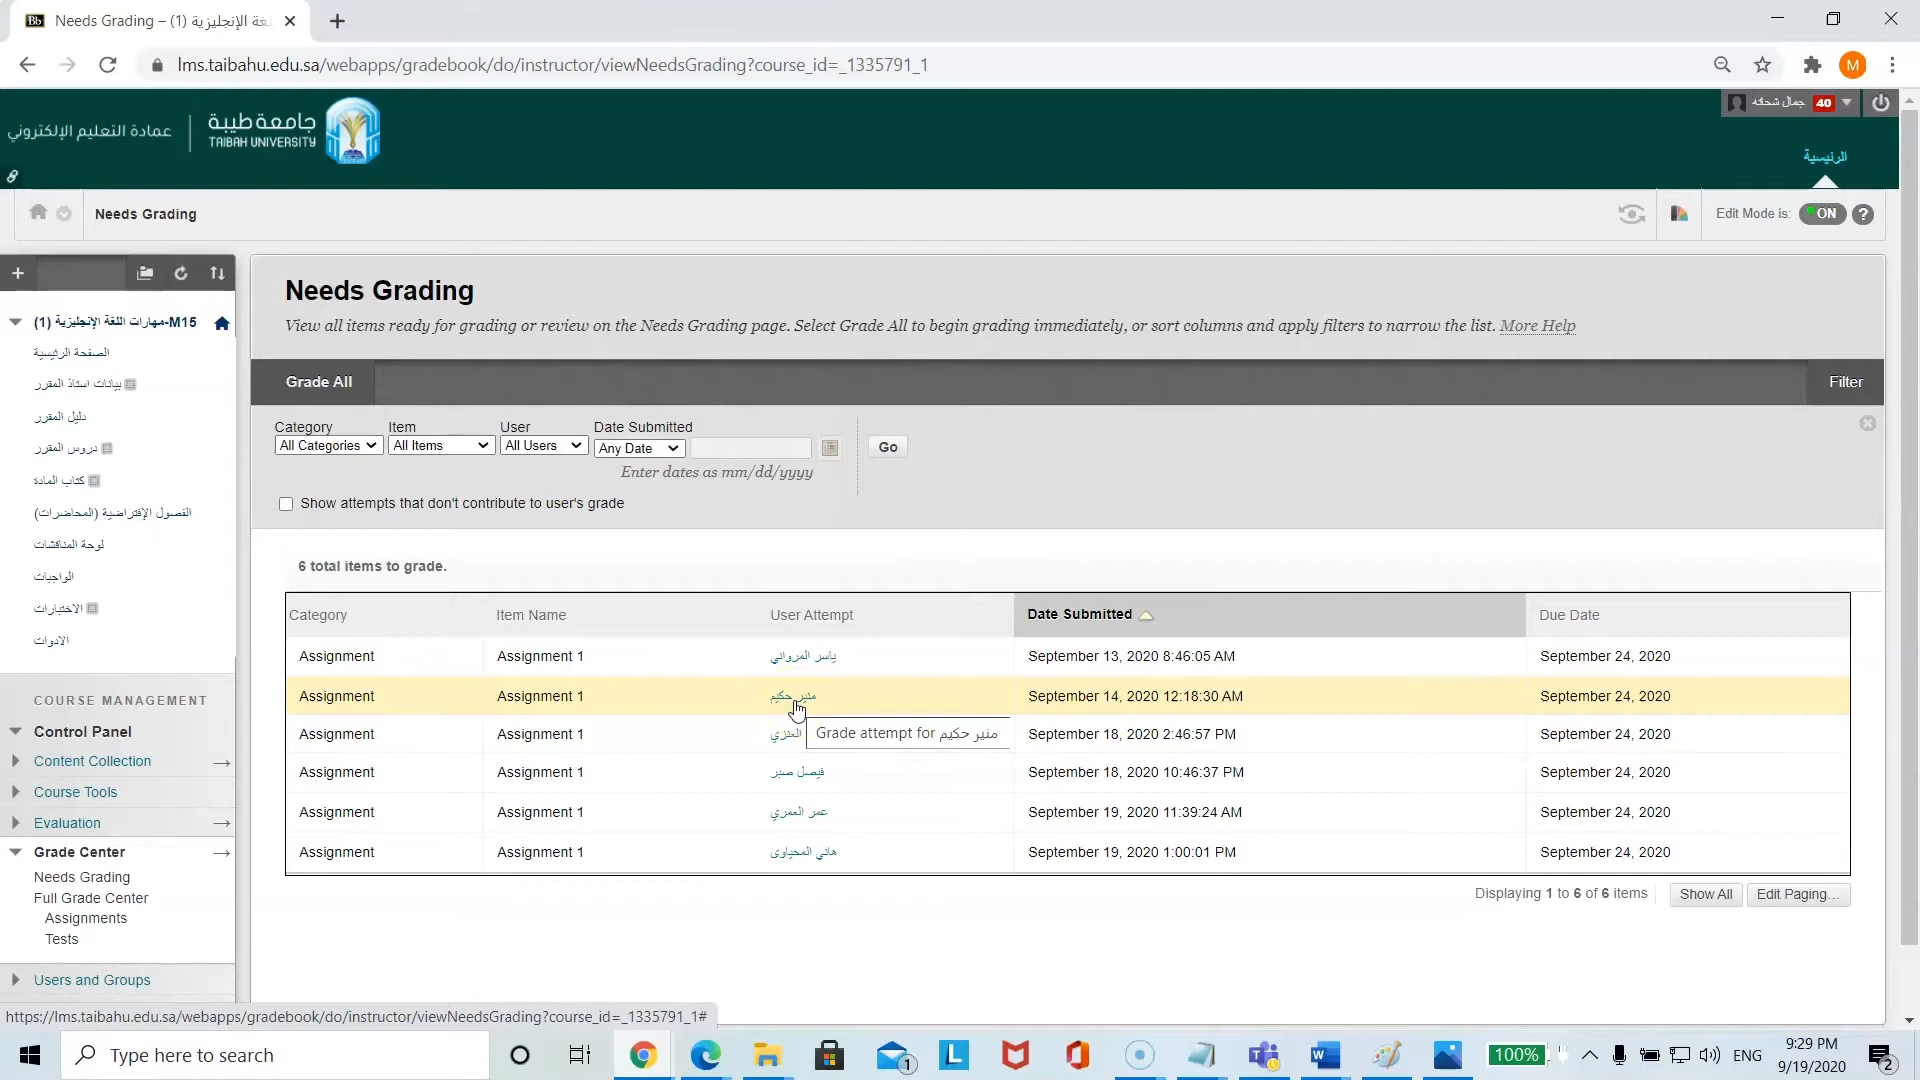 Needs Grading – (1) غة الإنجليزية
lms.taibahu.edu.sa/webapps/gradebook/do/instructor/viewNeedsGrading?course_id=_1335791_1
M
عمادة التعليم الإلكتروني
جامعة طيبة
TAIBAH UNIVERSITY
جمال شحاته 40
الرئيسية
Needs Grading
Edit Mode is: ON ?
M15-مهارات اللغة الإنجليزية (1)
الصفحة الرئيسية
بيانات استاذ المقرر
دليل المقرر
دروس المقرر
كتاب المادة
الفصول الإفتراضية (المحاضرات)
لوحة المناقشات
الواجبات
الاختبارات
الادوات
COURSE MANAGEMENT
Control Panel
Content Collection
Course Tools
Evaluation
Grade Center
Needs Grading
Full Grade Center
Assignments
Tests
Users and Groups
Needs Grading
View all items ready for grading or review on the Needs Grading page. Select Grade All to begin grading immediately, or sort columns and apply filters to narrow the list. More Help
Grade All Filter
Category Item User Date Submitted
All Categories All Items All Users Any Date Go
Enter dates as mm/dd/yyyy
Show attempts that don't contribute to user's grade
6 total items to grade.
Category Item Name User Attempt Date Submitted Due Date
Assignment Assignment 1 ياسر المرواني September 13, 2020 8:46:05 AM September 24, 2020
Assignment Assignment 1 منير حكيم September 14, 2020 12:18:30 AM September 24, 2020
Assignment Assignment 1 العنزي September 18, 2020 2:46:57 PM September 24, 2020
Grade attempt for منير حكيم
Assignment Assignment 1 فيصل صبر September 18, 2020 10:46:37 PM September 24, 2020
Assignment Assignment 1 عمر العمري September 19, 2020 11:39:24 AM September 24, 2020
Assignment Assignment 1 هاني المحياوى September 19, 2020 1:00:01 PM September 24, 2020
Displaying 1 to 6 of 6 items Show All Edit Paging...
https://lms.taibahu.edu.sa/webapps/gradebook/do/instructor/viewNeedsGrading?course_id=_1335791_1#
Type here to search
100%
ENG
9:29 PM
9/19/2020
2